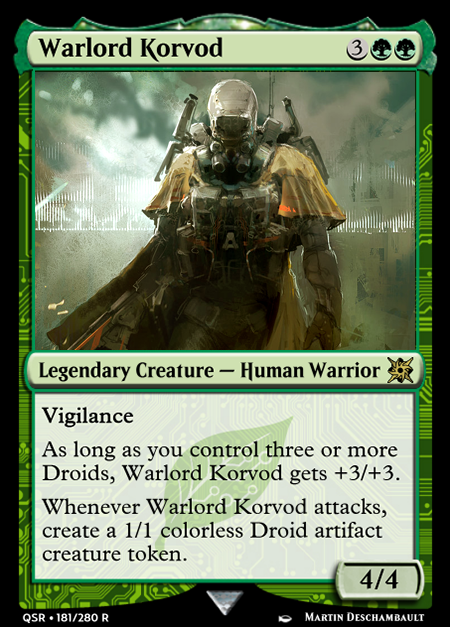 Warlord Korvod 3
A
Legendary Creature — Human Warrior
Vigilance
As long as you control three or more
Droids, Warlord Korvod gets +3/+3.
Whenever Warlord Korvod attacks,
create a 1/1 colorless Droid artifact
creature token.
4/4
QSR • 181/280 R
Martin Deschambault